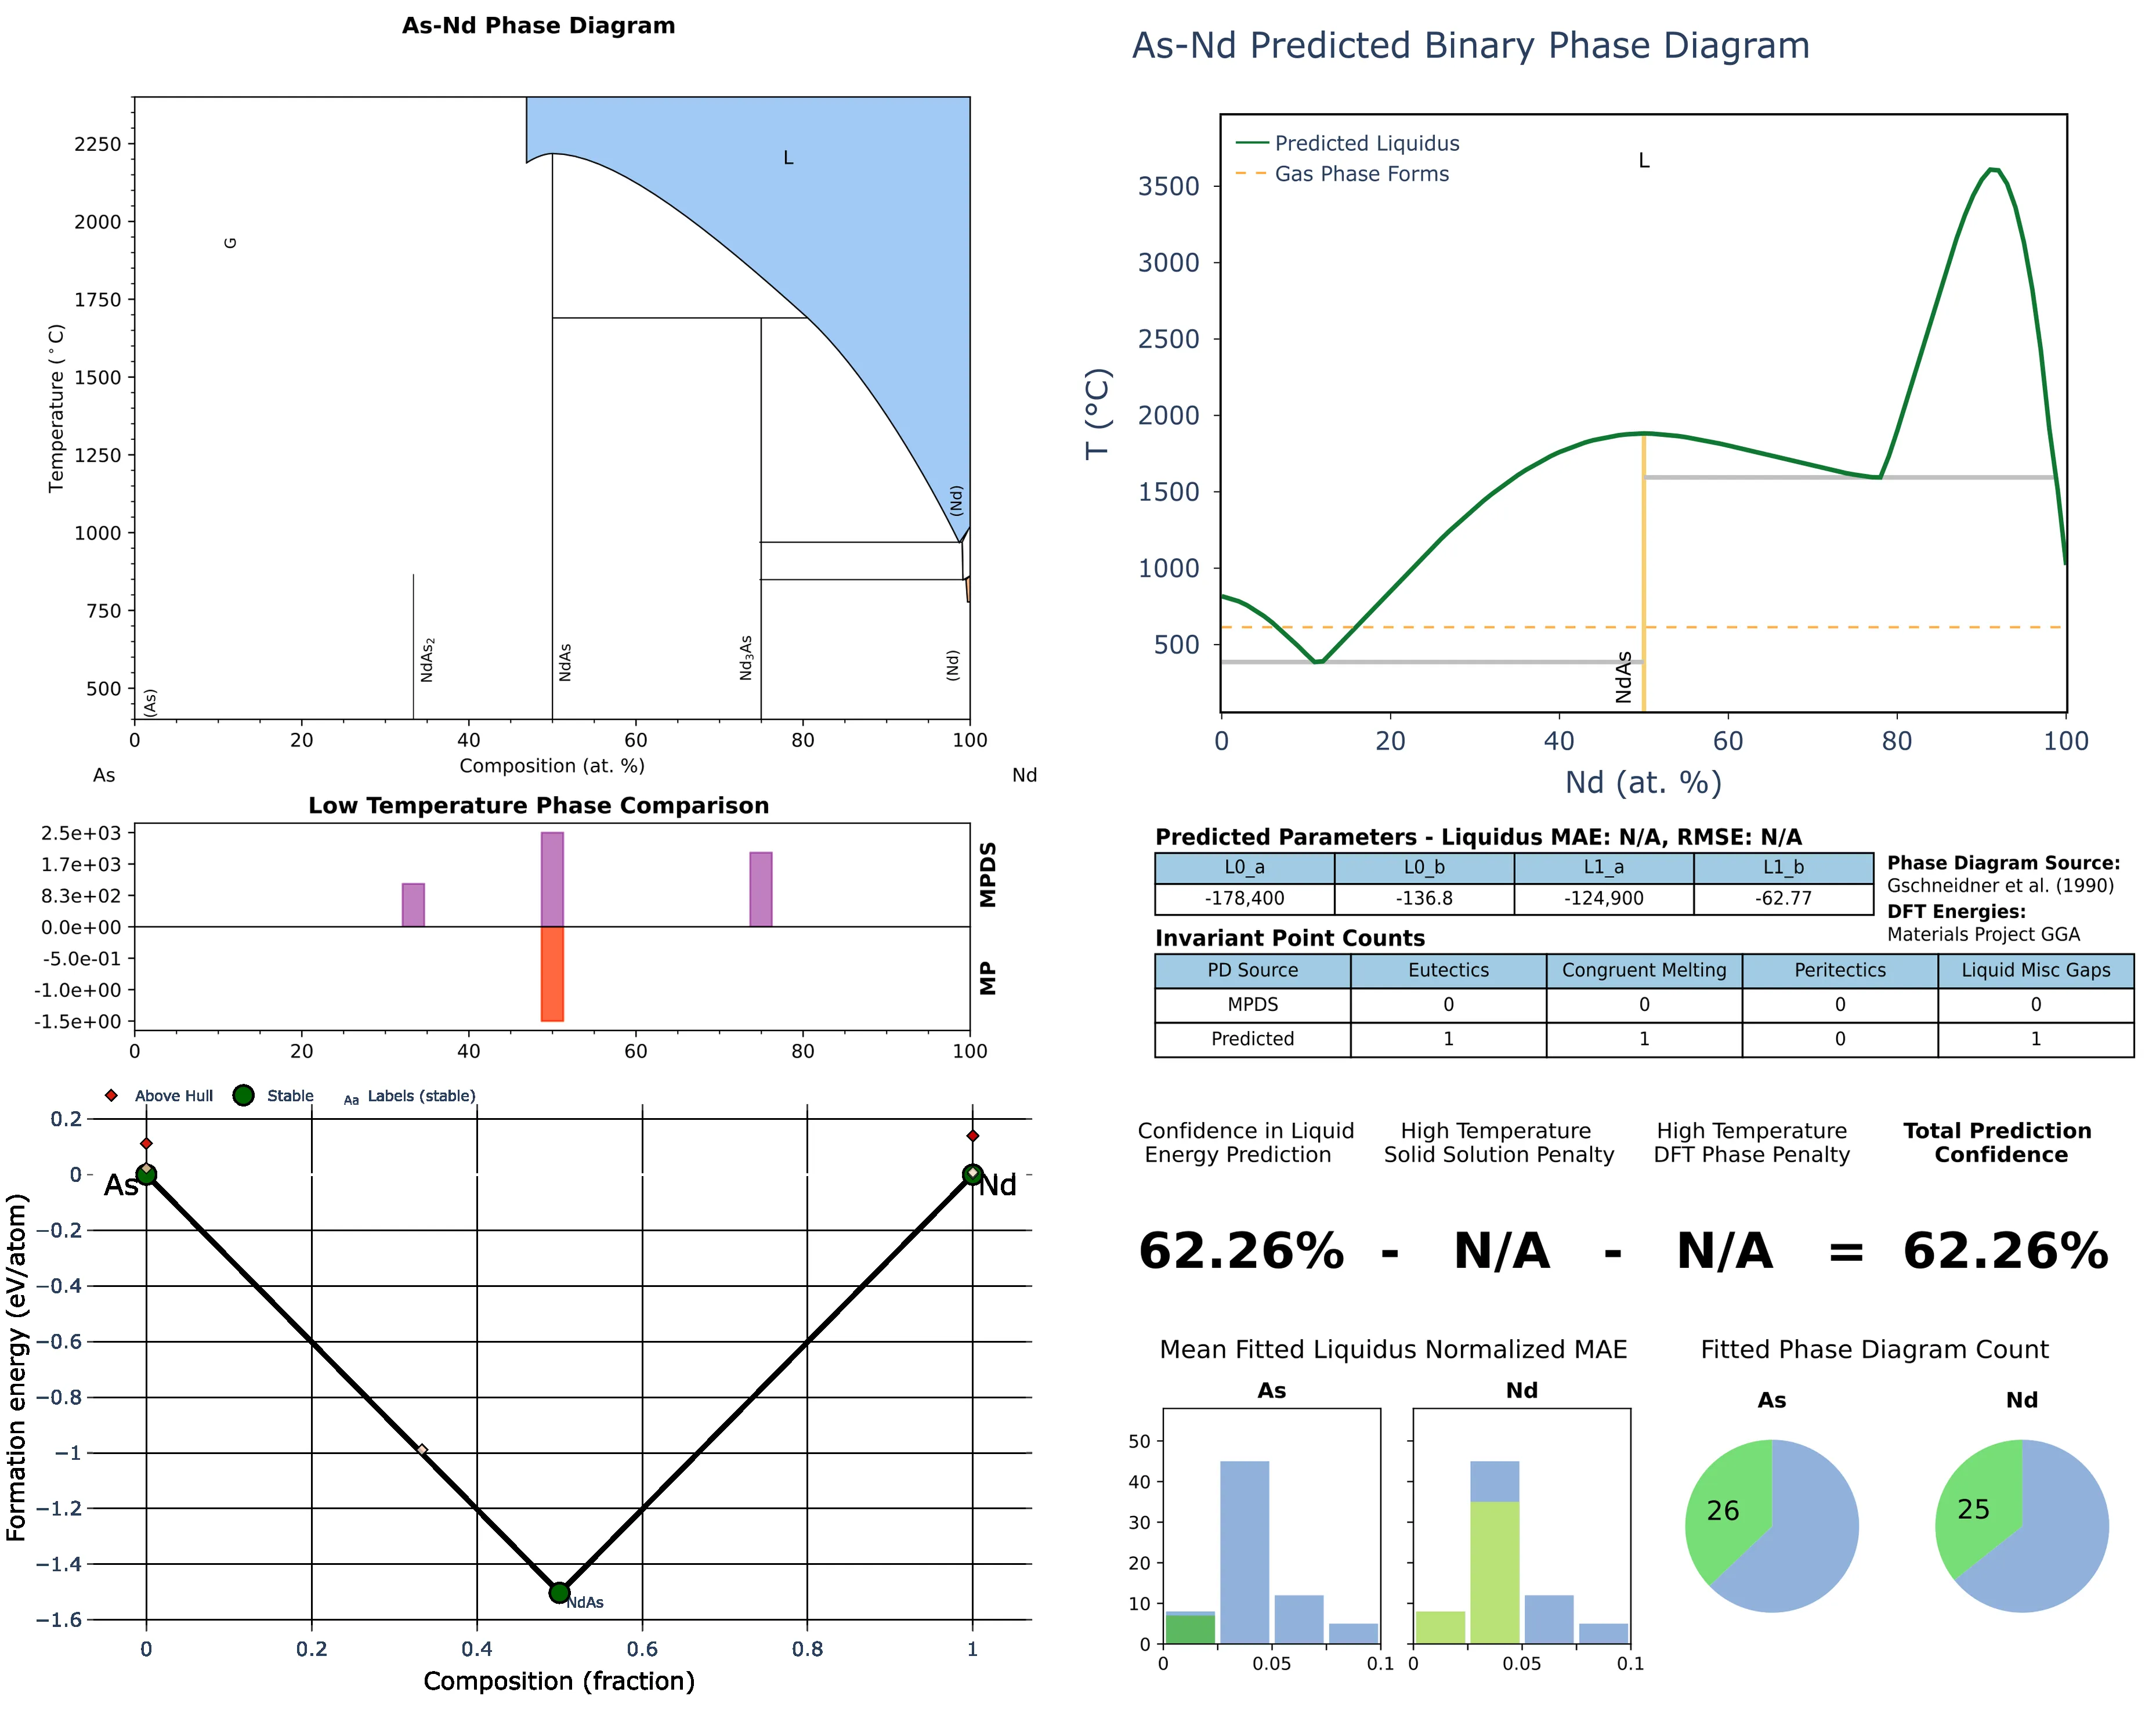 As-Nd Phase Diagram
2250
2000
1750
1500
1250
1000
750
500
Temperature (°C)
G
L
(Nd)
(As)
NdAs₂
NdAs
Nd₃As
(Nd)
0 20 40 60 80 100
As Composition (at. %) Nd
Low Temperature Phase Comparison
2.5e+03
1.7e+03
8.3e+02
0.0e+00
-5.0e-01
-1.0e+00
-1.5e+00
MPDS
MP
0 20 40 60 80 100
Above Hull Stable Aa Labels (stable)
0.2
0
−0.2
−0.4
−0.6
−0.8
−1
−1.2
−1.4
−1.6
Formation energy (eV/atom)
As
Nd
NdAs
0 0.2 0.4 0.6 0.8 1
Composition (fraction)
As-Nd Predicted Binary Phase Diagram
Predicted Liquidus
Gas Phase Forms
L
3500
3000
2500
2000
1500
1000
500
T (°C)
NdAs
0 20 40 60 80 100
Nd (at. %)
Predicted Parameters - Liquidus MAE: N/A, RMSE: N/A
L0_a L0_b L1_a L1_b
-178,400 -136.8 -124,900 -62.77
Phase Diagram Source:
Gschneidner et al. (1990)
DFT Energies:
Materials Project GGA
Invariant Point Counts
PD Source Eutectics Congruent Melting Peritectics Liquid Misc Gaps
MPDS 0 0 0 0
Predicted 1 1 0 1
Confidence in Liquid
Energy Prediction
High Temperature
Solid Solution Penalty
High Temperature
DFT Phase Penalty
Total Prediction
Confidence
62.26% - N/A - N/A = 62.26%
Mean Fitted Liquidus Normalized MAE
As Nd
50
40
30
20
10
0
0 0.05 0.1 0 0.05 0.1
Fitted Phase Diagram Count
As Nd
26 25